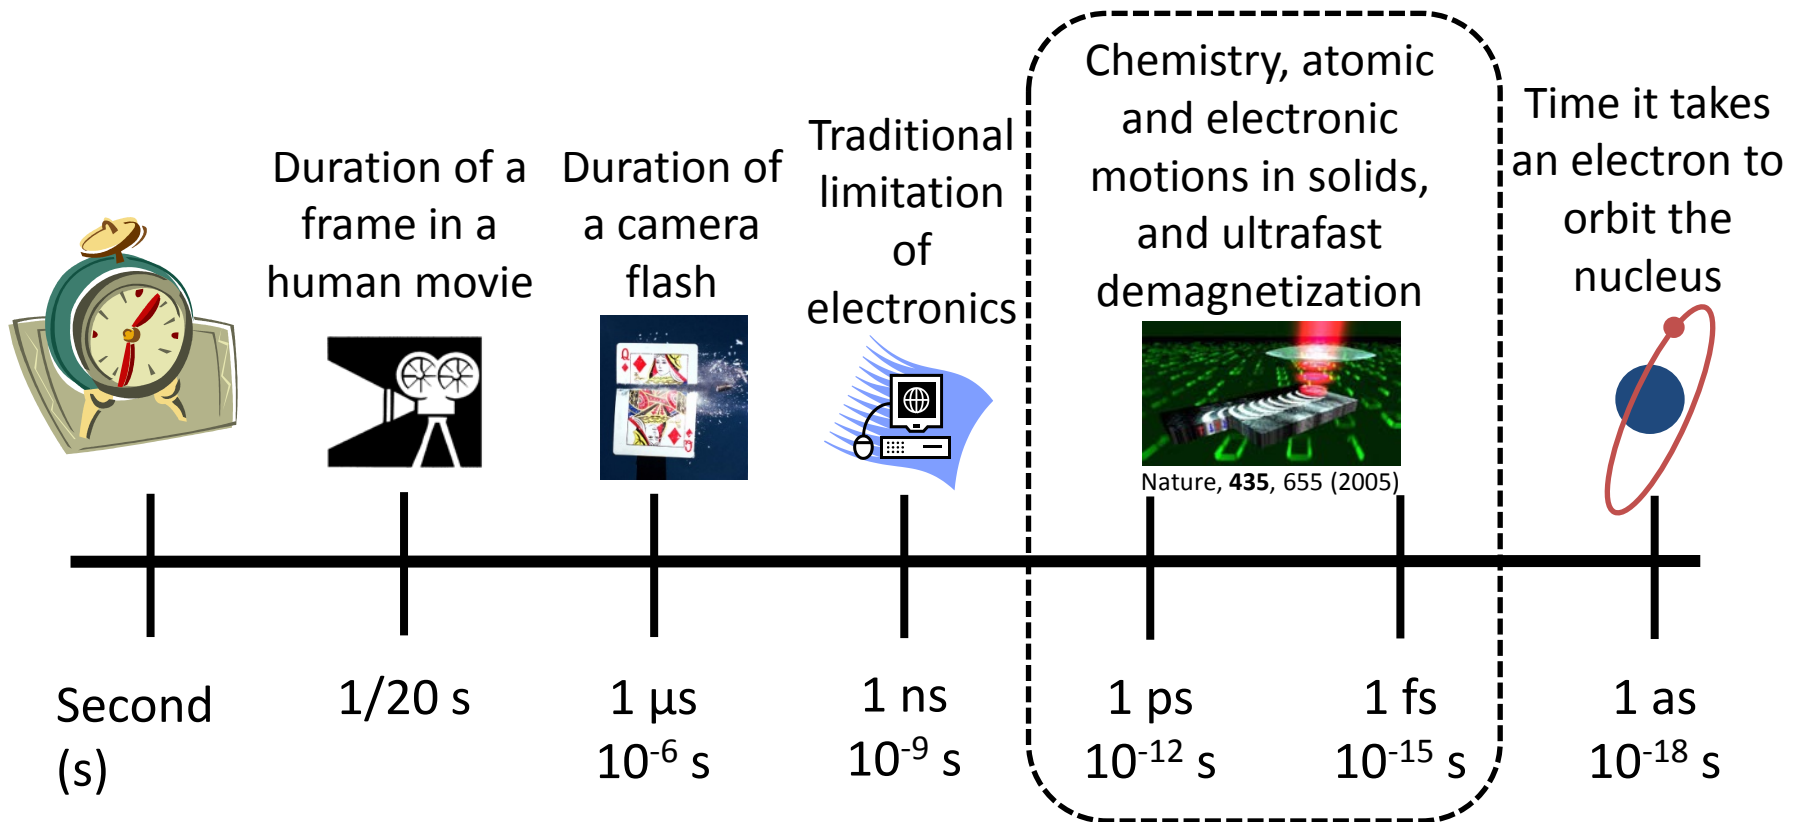 Duration of a
frame in a
human movie
Duration of
a camera
flash
Traditional
limitation
of
electronics
Chemistry, atomic
and electronic
motions in solids,
and ultrafast
demagnetization
Nature, 435, 655 (2005)
Time it takes
an electron to
orbit the
nucleus
Second
(s)
1/20 s
1 µs
10⁻⁶ s
1 ns
10⁻⁹ s
1 ps
10⁻¹² s
1 fs
10⁻¹⁵ s
1 as
10⁻¹⁸ s